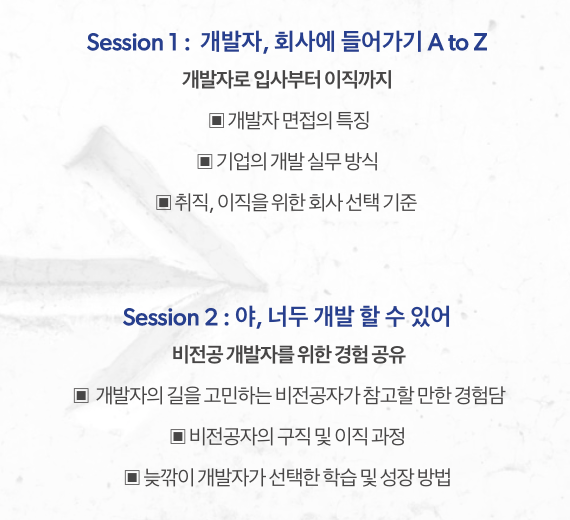 Session 1 : 개발자, 회사에 들어가기 A to Z
개발자로 입사부터 이직까지
▣ 개발자 면접의 특징
▣ 기업의 개발 실무 방식
▣ 취직, 이직을 위한 회사 선택 기준
Session 2 : 야, 너두 개발 할 수 있어
비전공 개발자를 위한 경험 공유
▣ 개발자의 길을 고민하는 비전공자가 참고할 만한 경험담
▣ 비전공자의 구직 및 이직 과정
▣ 늦깎이 개발자가 선택한 학습 및 성장 방법